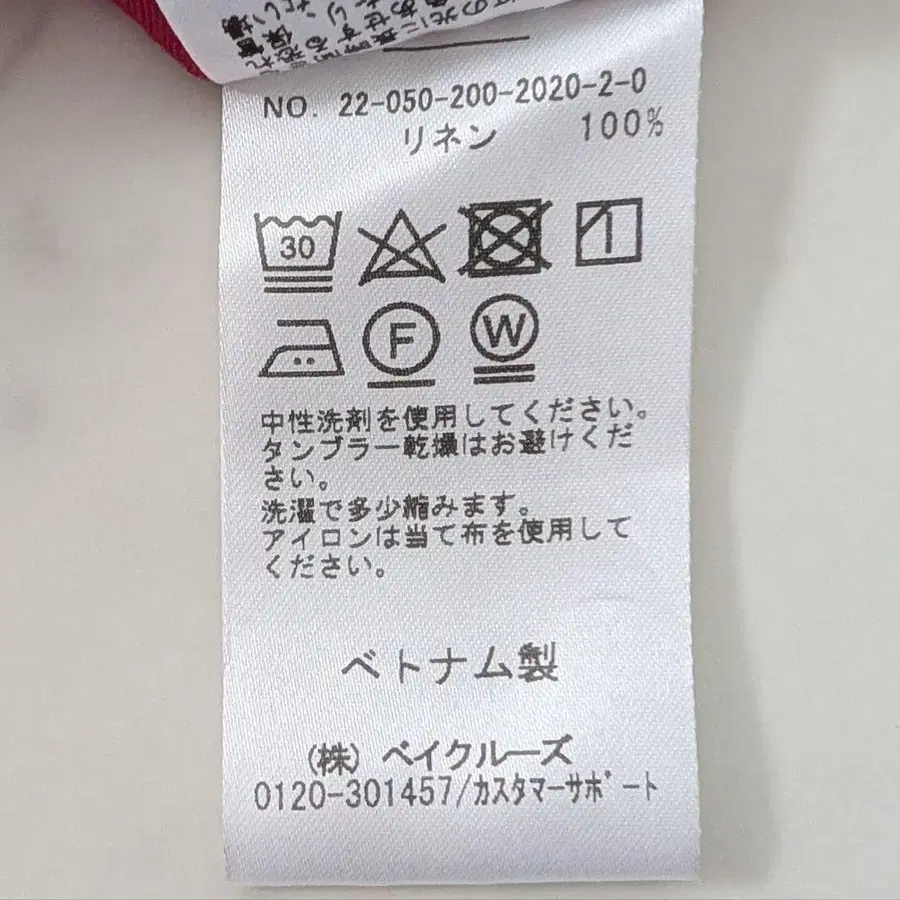 NO. 22-050-200-2020-2-0
リネン 100%
30
F
W
中性洗剤を使用してください。
タンブラー乾燥はお避けくだ
さい。
洗濯で多少縮みます。
アイロンは当て布を使用して
ください。
ベトナム製
(株) ベイクルーズ
0120-301457/カスタマーサポート